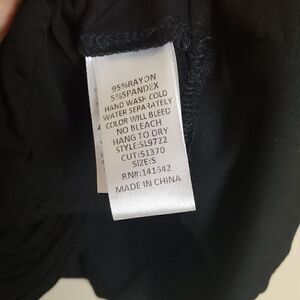 95%RAYON
5%SPANDEX
HAND WASH COLD
WATER SEPARATELY
COLOR WILL BLEED
NO BLEACH
HANG TO DRY
STYLE:SL9722
CUT:51370
SIZE:S
RN#:141642
MADE IN CHINA